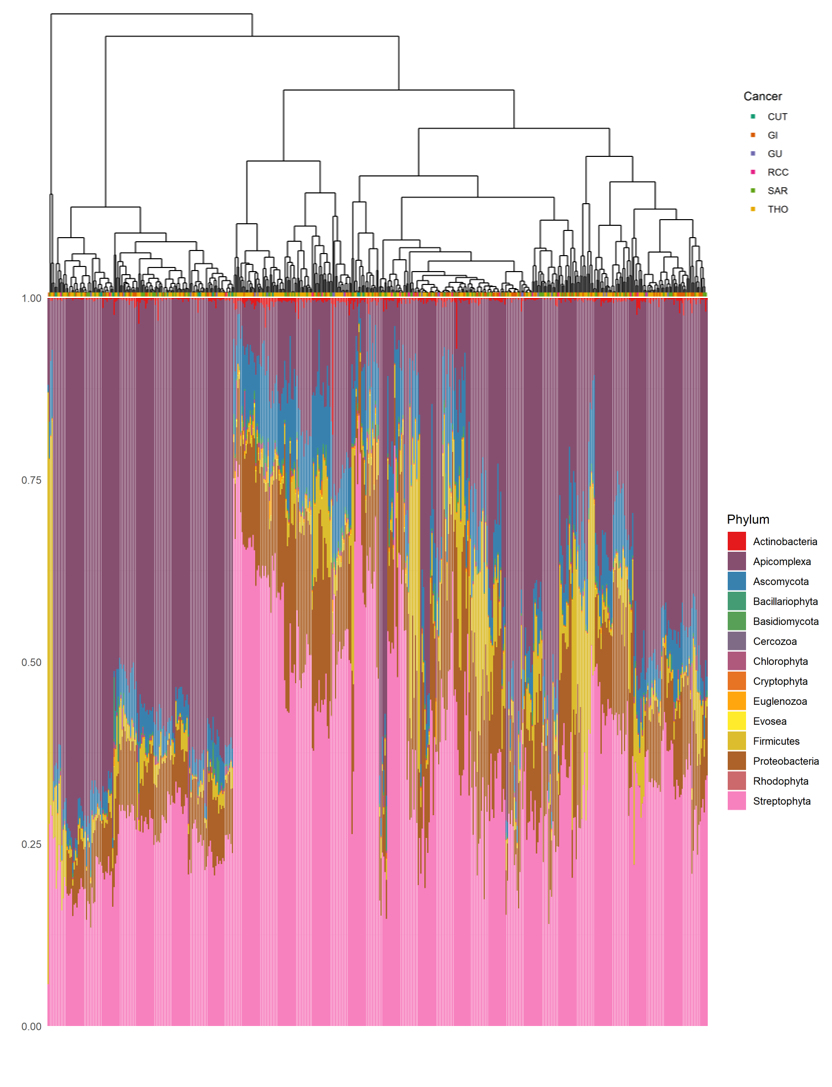 Cancer
CUT
GI
GU
RCC
SAR
THO
1.00
0.75
0.50
0.25
0.00
Phylum
Actinobacteria
Apicomplexa
Ascomycota
Bacillariophyta
Basidiomycota
Cercozoa
Chlorophyta
Cryptophyta
Euglenozoa
Evosea
Firmicutes
Proteobacteria
Rhodophyta
Streptophyta